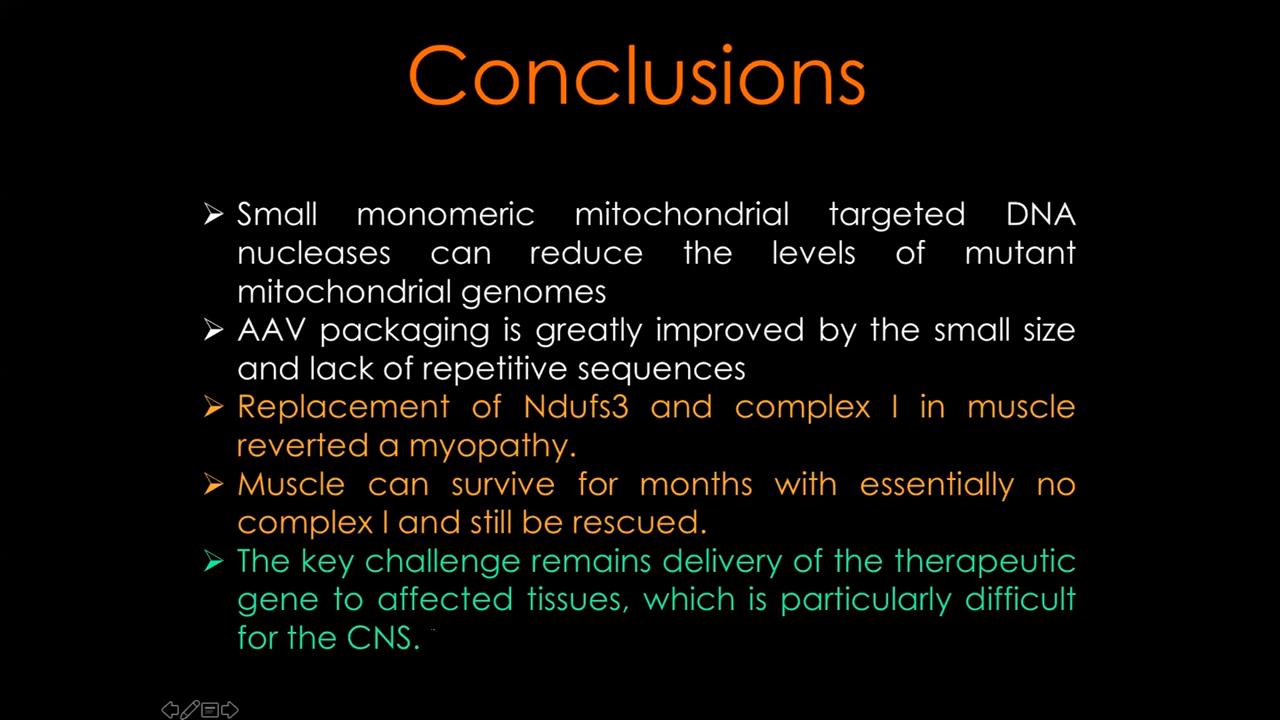 Conclusions
➢ Small monomeric mitochondrial targeted DNA
nucleases can reduce the levels of mutant
mitochondrial genomes
➢ AAV packaging is greatly improved by the small size
and lack of repetitive sequences
➢ Replacement of Ndufs3 and complex I in muscle
reverted a myopathy.
➢ Muscle can survive for months with essentially no
complex I and still be rescued.
➢ The key challenge remains delivery of the therapeutic
gene to affected tissues, which is particularly difficult
for the CNS.